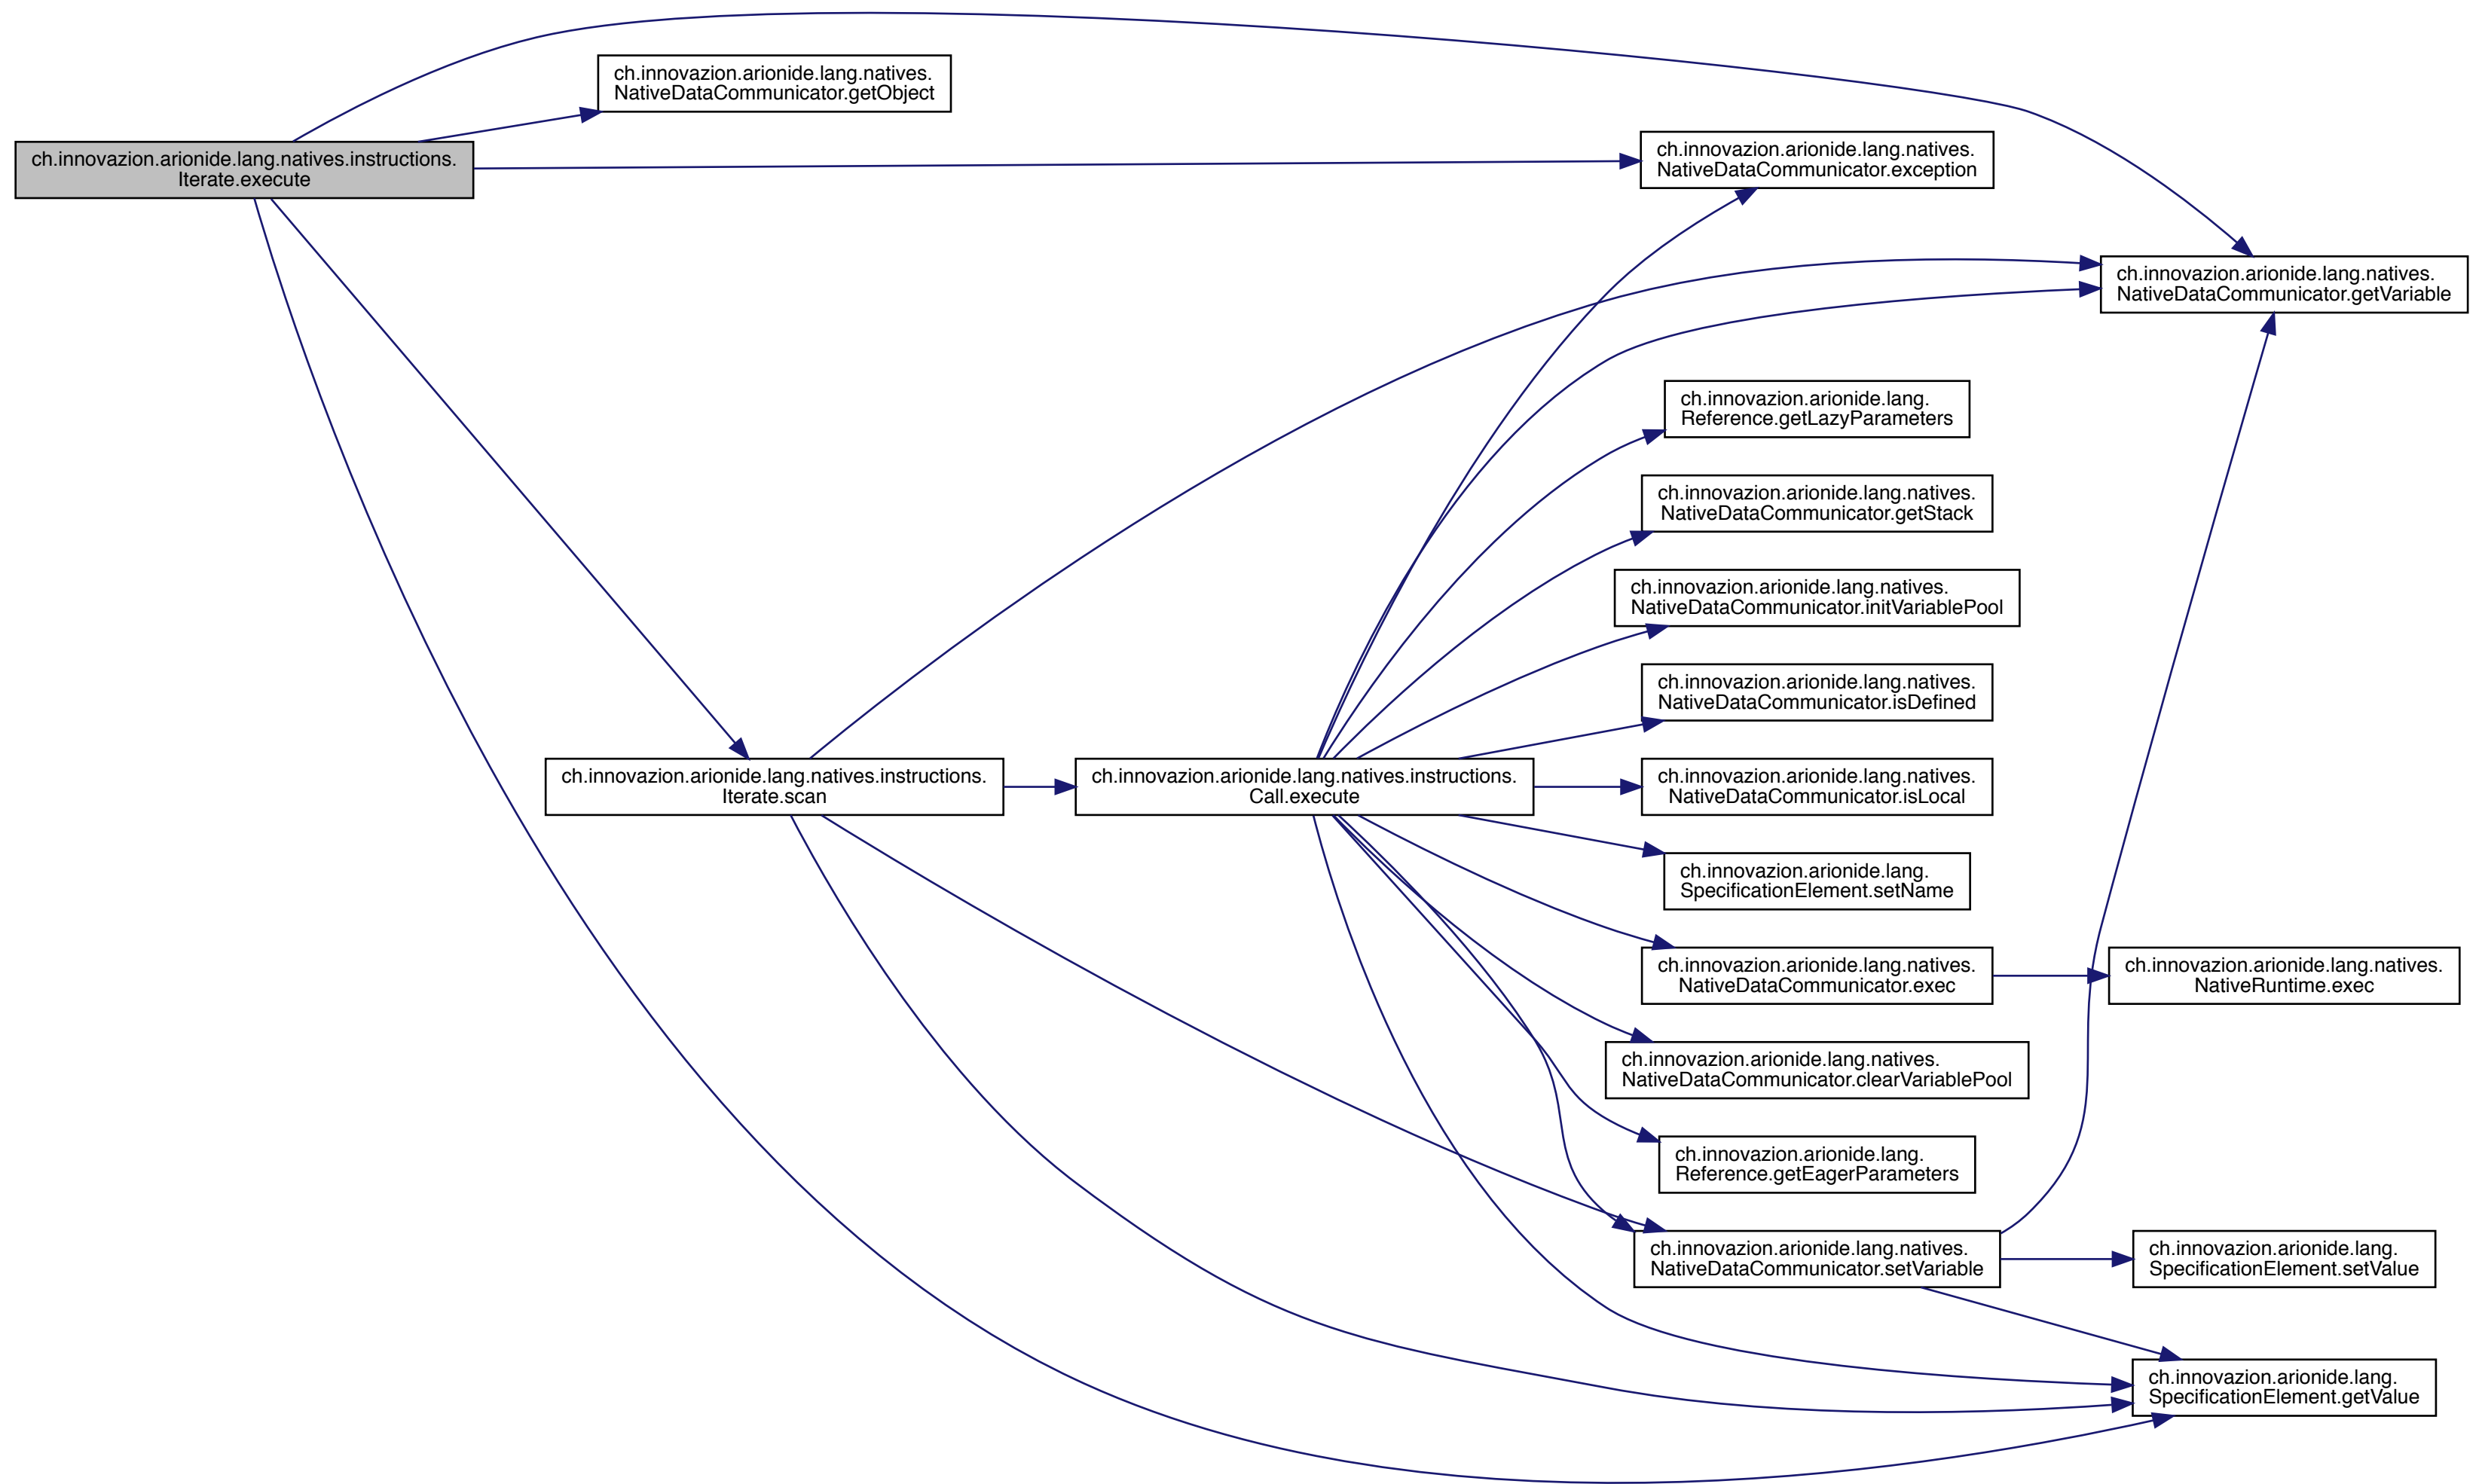 ch.innovazion.arionide.lang.natives.instructions.
Iterate.execute
ch.innovazion.arionide.lang.natives.
NativeDataCommunicator.getObject
ch.innovazion.arionide.lang.natives.
NativeDataCommunicator.exception
ch.innovazion.arionide.lang.natives.
NativeDataCommunicator.getVariable
ch.innovazion.arionide.lang.
Reference.getLazyParameters
ch.innovazion.arionide.lang.natives.
NativeDataCommunicator.getStack
ch.innovazion.arionide.lang.natives.
NativeDataCommunicator.initVariablePool
ch.innovazion.arionide.lang.natives.
NativeDataCommunicator.isDefined
ch.innovazion.arionide.lang.natives.instructions.
Iterate.scan
ch.innovazion.arionide.lang.natives.instructions.
Call.execute
ch.innovazion.arionide.lang.natives.
NativeDataCommunicator.isLocal
ch.innovazion.arionide.lang.
SpecificationElement.setName
ch.innovazion.arionide.lang.natives.
NativeDataCommunicator.exec
ch.innovazion.arionide.lang.natives.
NativeRuntime.exec
ch.innovazion.arionide.lang.natives.
NativeDataCommunicator.clearVariablePool
ch.innovazion.arionide.lang.
Reference.getEagerParameters
ch.innovazion.arionide.lang.natives.
NativeDataCommunicator.setVariable
ch.innovazion.arionide.lang.
SpecificationElement.setValue
ch.innovazion.arionide.lang.
SpecificationElement.getValue